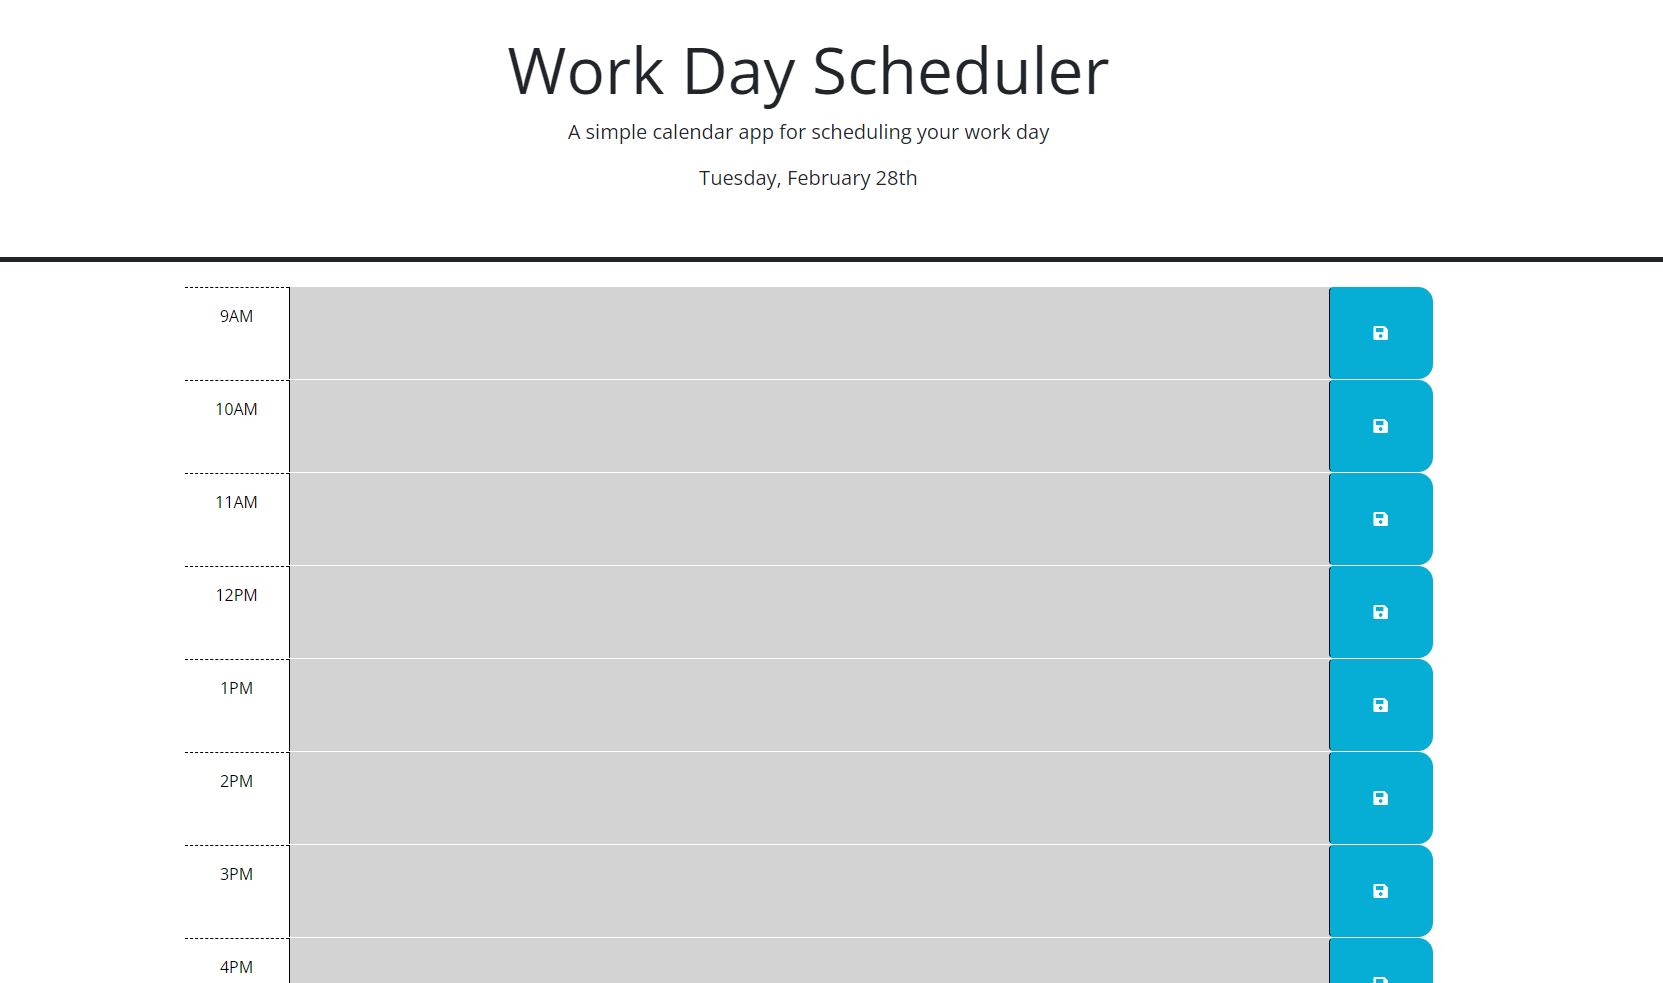 Work Day Scheduler
A simple calendar app for scheduling your work day
Tuesday, February 28th
9AM
10AM
11AM
12PM
1PM
2PM
3PM
4PM